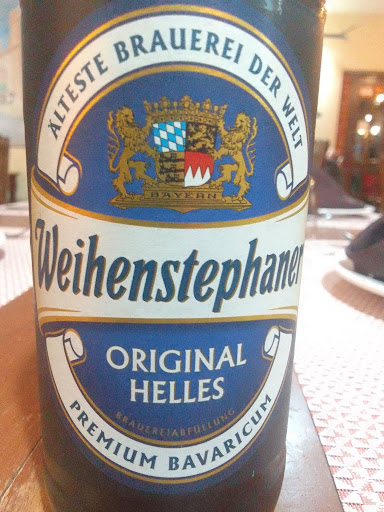 ÄLTESTE BRAUEREI DER WELT
BAYERN
Weihenstephaner
ORIGINAL
HELLES
BRAUEREIABFÜLLUNG
PREMIUM BAVARICUM